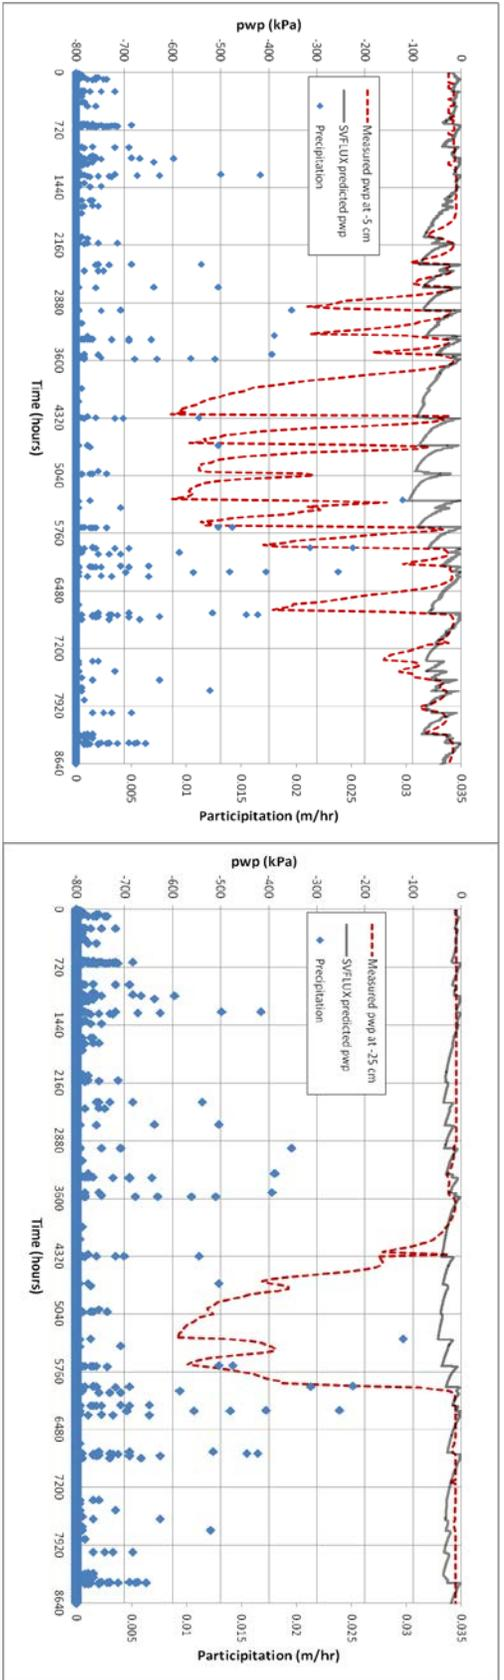 pwp (kPa)
-800 -700 -600 -500 -400 -300 -200 -100 0
0
720
1440
2160
2880
3600
4320
5040
5760
6480
7200
7920
8640
Time (hours)
Measured pwp at -5 cm
SVFLUX predicted pwp
Precipitation
0 0.005 0.01 0.015 0.02 0.025 0.03 0.035
Participitation (m/hr)
pwp (kPa)
-800 -700 -600 -500 -400 -300 -200 -100 0
0
720
1440
2160
2880
3600
4320
5040
5760
6480
7200
7920
8640
Time (hours)
Measured pwp at -25 cm
SVFLUX predicted pwp
Precipitation
0 0.005 0.01 0.015 0.02 0.025 0.03 0.035
Participitation (m/hr)